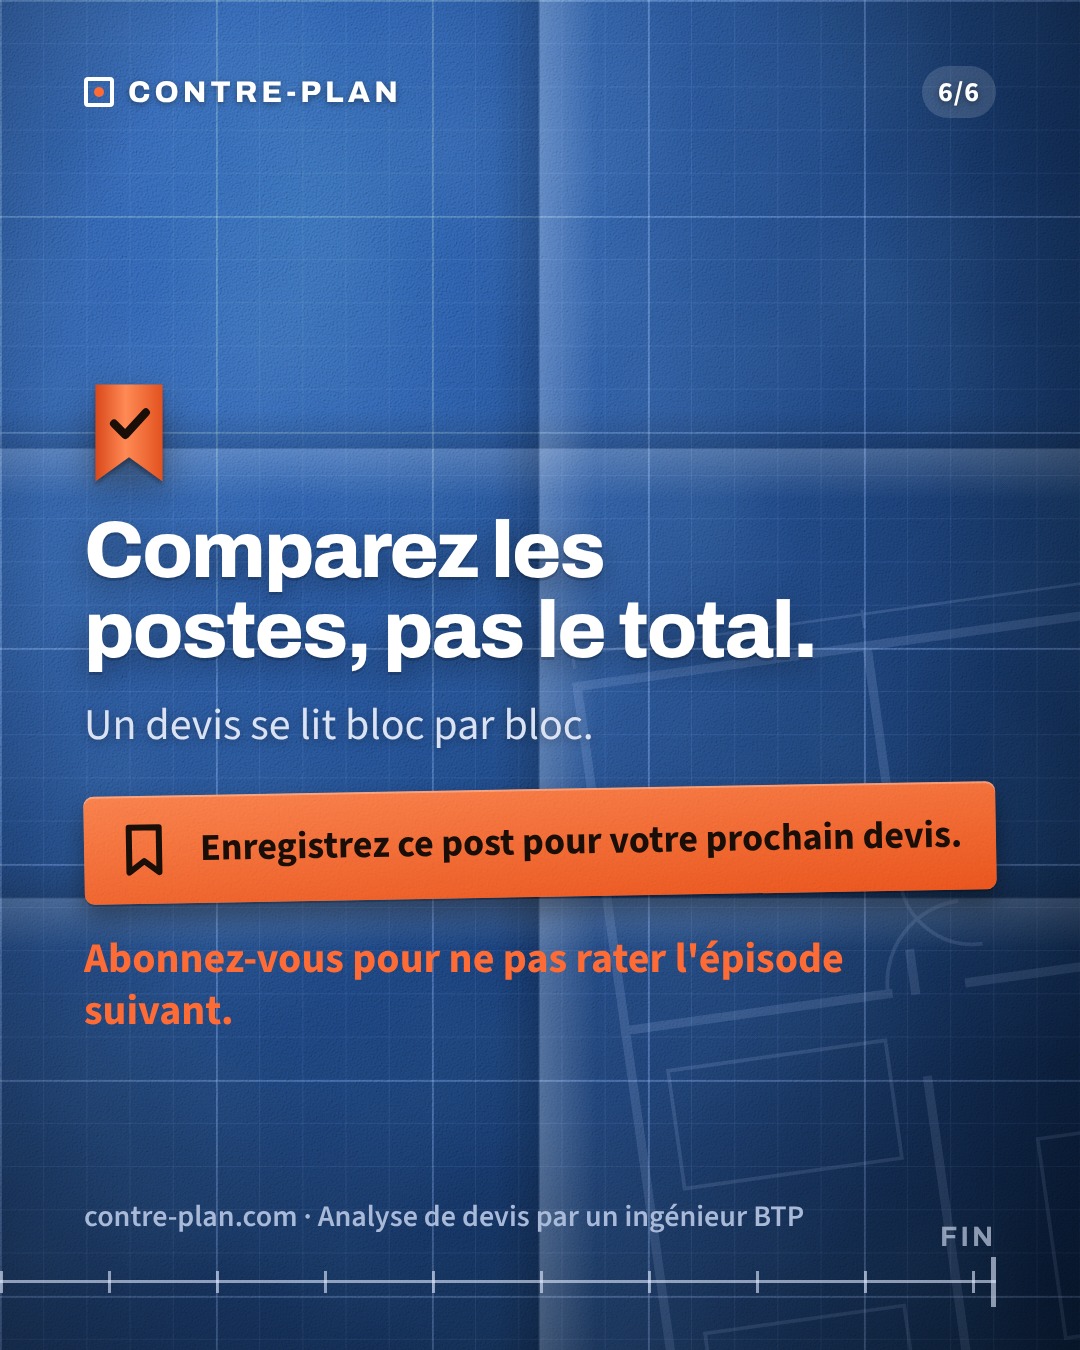 CONTRE-PLAN
6/6
Comparez les
postes, pas le total.
Un devis se lit bloc par bloc.
Enregistrez ce post pour votre prochain devis.
Abonnez-vous pour ne pas rater l'épisode
suivant.
contre-plan.com · Analyse de devis par un ingénieur BTP
FIN